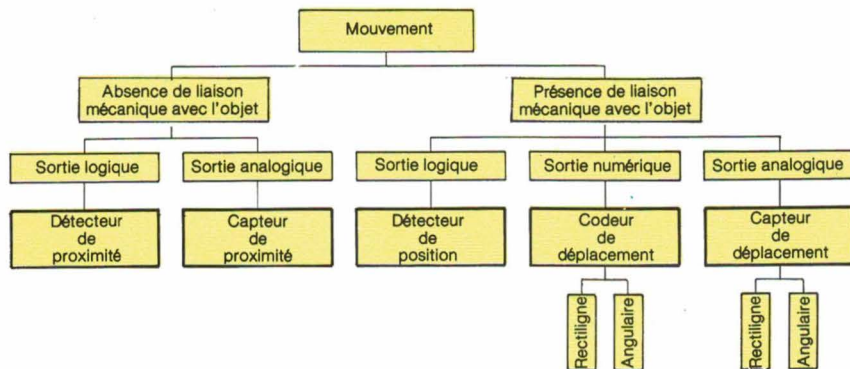 Mouvement
Absence de liaison
mécanique avec l'objet
Présence de liaison
mécanique avec l'objet
Sortie logique
Sortie analogique
Sortie logique
Sortie numérique
Sortie analogique
Détecteur
de
proximité
Capteur
de
proximité
Détecteur
de
position
Codeur
de
déplacement
Capteur
de
déplacement
Rectiligne
Angulaire
Rectiligne
Angulaire